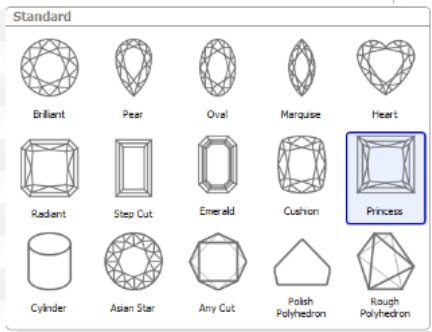 Standard
Brilliant Pear Oval Marquise Heart
Radiant Step Cut Emerald Cushion Princess
Cylinder Asian Star Any Cut Polish Polyhedron Rough Polyhedron